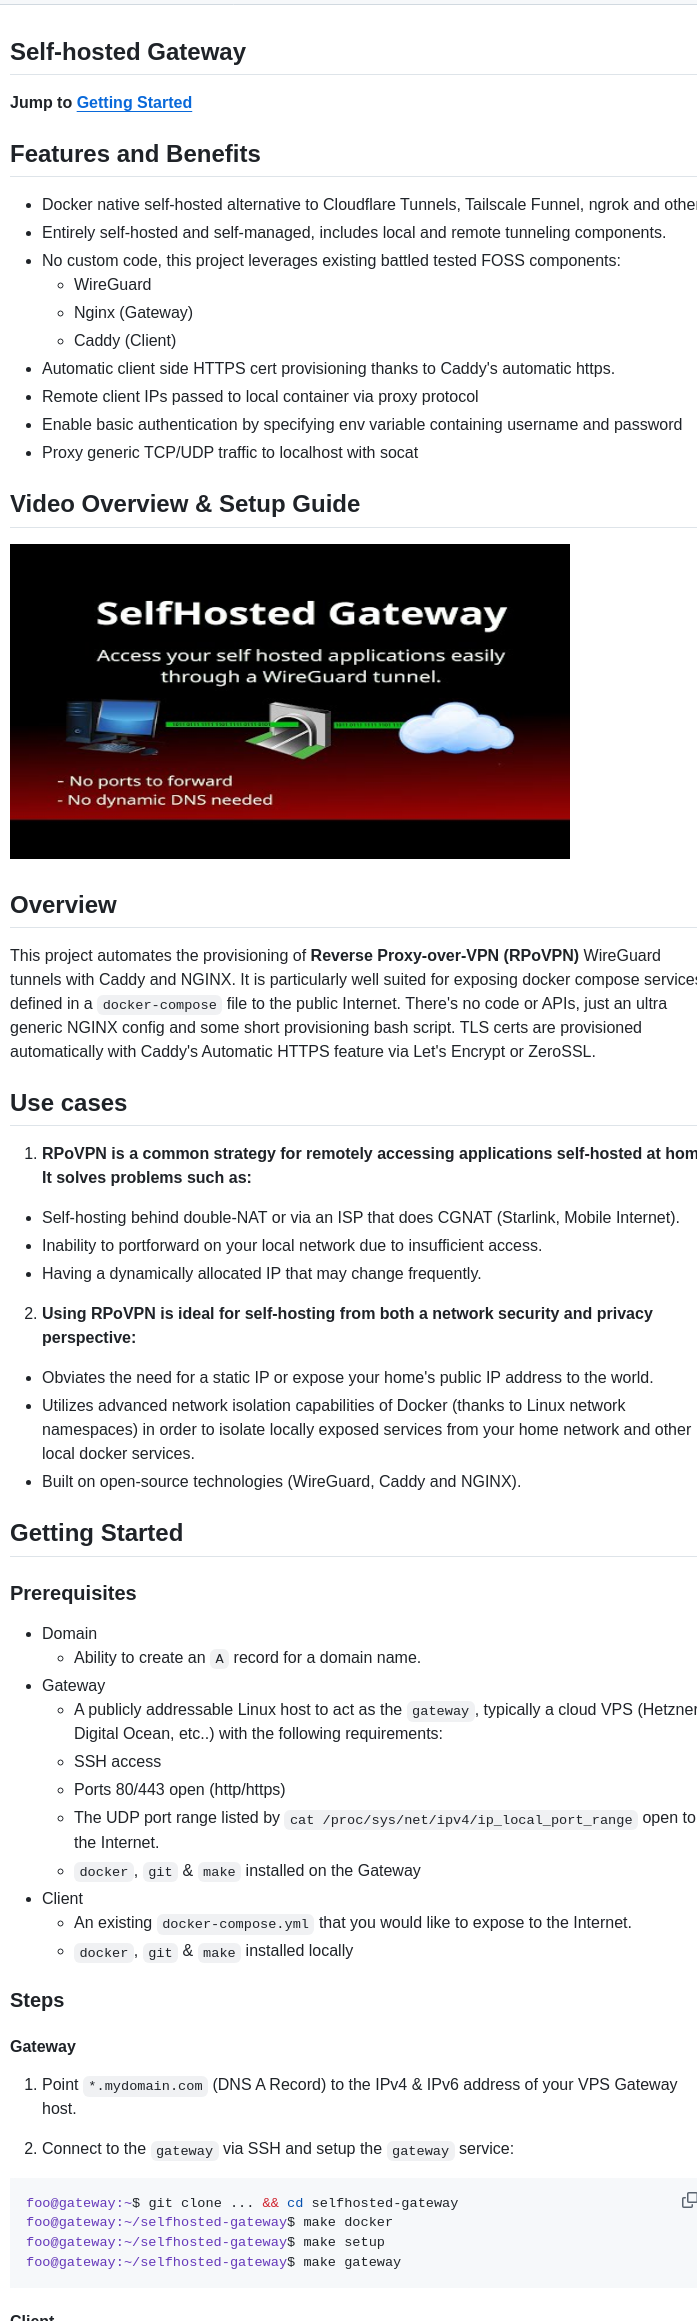 Self-hosted Gateway
Jump to Getting Started
Features and Benefits
Docker native self-hosted alternative to Cloudflare Tunnels, Tailscale Funnel, ngrok and other
Entirely self-hosted and self-managed, includes local and remote tunneling components.
No custom code, this project leverages existing battled tested FOSS components:
WireGuard
Nginx (Gateway)
Caddy (Client)
Automatic client side HTTPS cert provisioning thanks to Caddy's automatic https.
Remote client IPs passed to local container via proxy protocol
Enable basic authentication by specifying env variable containing username and password
Proxy generic TCP/UDP traffic to localhost with socat
Video Overview & Setup Guide
SelfHosted Gateway
Access your self hosted applications easily
through a WireGuard tunnel.
- No ports to forward
- No dynamic DNS needed
Overview
This project automates the provisioning of Reverse Proxy-over-VPN (RPoVPN) WireGuard
tunnels with Caddy and NGINX. It is particularly well suited for exposing docker compose services
defined in a docker-compose file to the public Internet. There's no code or APIs, just an ultra
generic NGINX config and some short provisioning bash script. TLS certs are provisioned
automatically with Caddy's Automatic HTTPS feature via Let's Encrypt or ZeroSSL.
Use cases
1. RPoVPN is a common strategy for remotely accessing applications self-hosted at hom
It solves problems such as:
Self-hosting behind double-NAT or via an ISP that does CGNAT (Starlink, Mobile Internet).
Inability to portforward on your local network due to insufficient access.
Having a dynamically allocated IP that may change frequently.
2. Using RPoVPN is ideal for self-hosting from both a network security and privacy
perspective:
Obviates the need for a static IP or expose your home's public IP address to the world.
Utilizes advanced network isolation capabilities of Docker (thanks to Linux network
namespaces) in order to isolate locally exposed services from your home network and other
local docker services.
Built on open-source technologies (WireGuard, Caddy and NGINX).
Getting Started
Prerequisites
Domain
Ability to create an A record for a domain name.
Gateway
A publicly addressable Linux host to act as the gateway, typically a cloud VPS (Hetzner
Digital Ocean, etc..) with the following requirements:
SSH access
Ports 80/443 open (http/https)
The UDP port range listed by cat /proc/sys/net/ipv4/ip_local_port_range open to
the Internet.
docker, git & make installed on the Gateway
Client
An existing docker-compose.yml that you would like to expose to the Internet.
docker, git & make installed locally
Steps
Gateway
1. Point *.mydomain.com (DNS A Record) to the IPv4 & IPv6 address of your VPS Gateway
host.
2. Connect to the gateway via SSH and setup the gateway service:
foo@gateway:~$ git clone ... && cd selfhosted-gateway
foo@gateway:~/selfhosted-gateway$ make docker
foo@gateway:~/selfhosted-gateway$ make setup
foo@gateway:~/selfhosted-gateway$ make gateway
Client